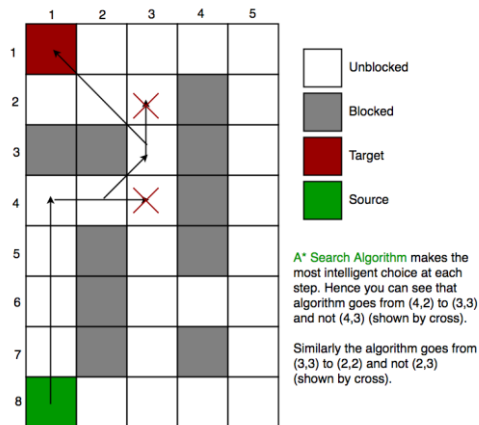 1 2 3 4 5
1
2
3
4
5
6
7
8
Unblocked
Blocked
Target
Source
A* Search Algorithm makes the
most intelligent choice at each
step. Hence you can see that
algorithm goes from (4,2) to (3,3)
and not (4,3) (shown by cross).
Similarly the algorithm goes from
(3,3) to (2,2) and not (2,3)
(shown by cross).